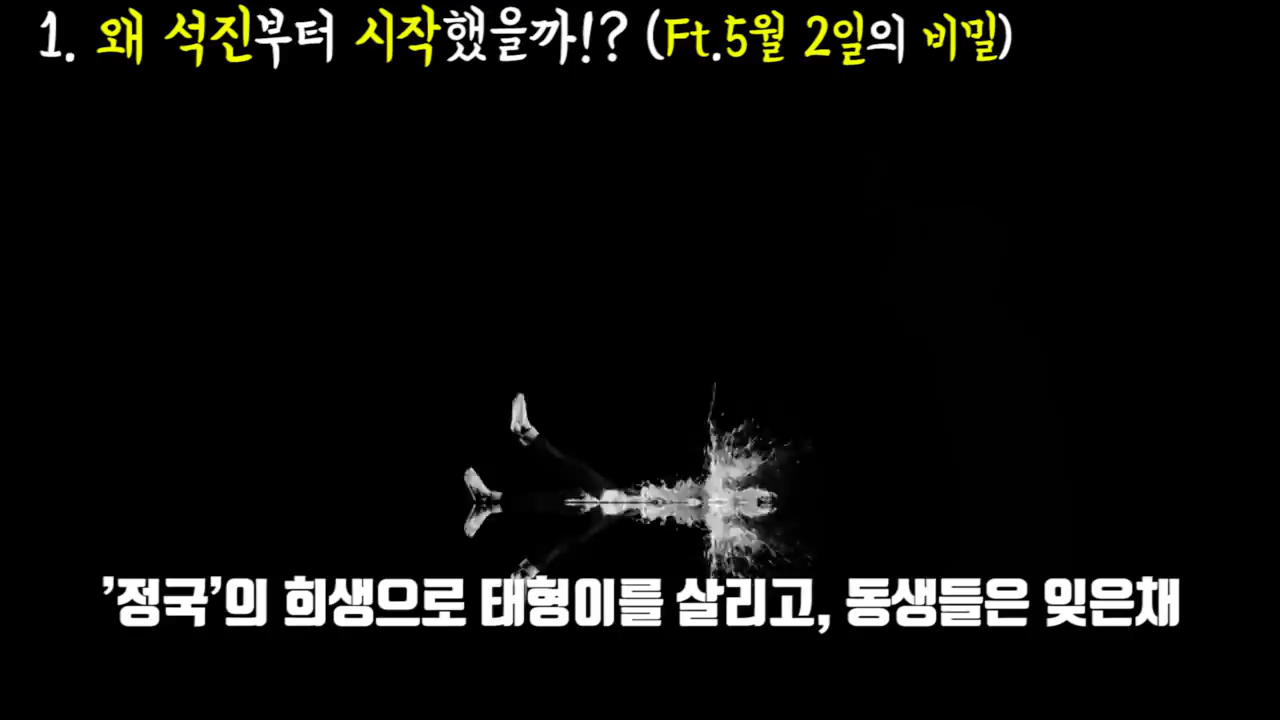 1. 왜 석진부터 시작했을까!? (Ft.5월 2일의 비밀)
'정국'의 희생으로 태형이를 살리고, 동생들은 잊은채